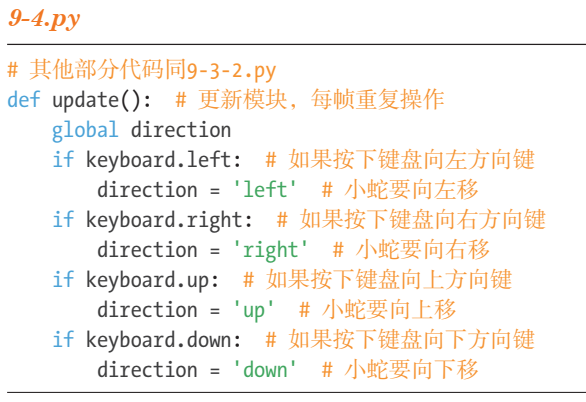 9-4.py
# 其他部分代码同9-3-2.py
def update():  # 更新模块，每帧重复操作
    global direction
    if keyboard.left:  # 如果按下键盘向左方向键
        direction = 'left'  # 小蛇要向左移
    if keyboard.right:  # 如果按下键盘向右方向键
        direction = 'right'  # 小蛇要向右移
    if keyboard.up:  # 如果按下键盘向上方向键
        direction = 'up'  # 小蛇要向上移
    if keyboard.down:  # 如果按下键盘向下方向键
        direction = 'down'  # 小蛇要向下移